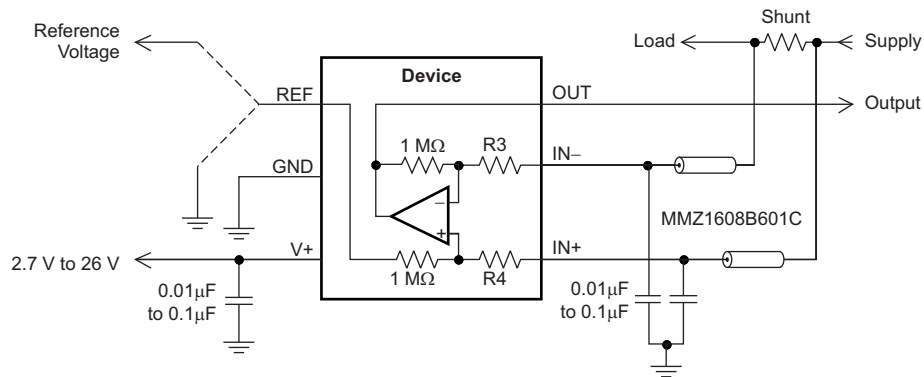 Reference
Voltage
Shunt
Load
Supply
Device
REF
OUT
Output
1 MΩ
R3
IN–
GND
–
+
MMZ1608B601C
V+
IN+
2.7 V to 26 V
1 MΩ
R4
0.01µF
to 0.1µF
0.01µF
to 0.1µF